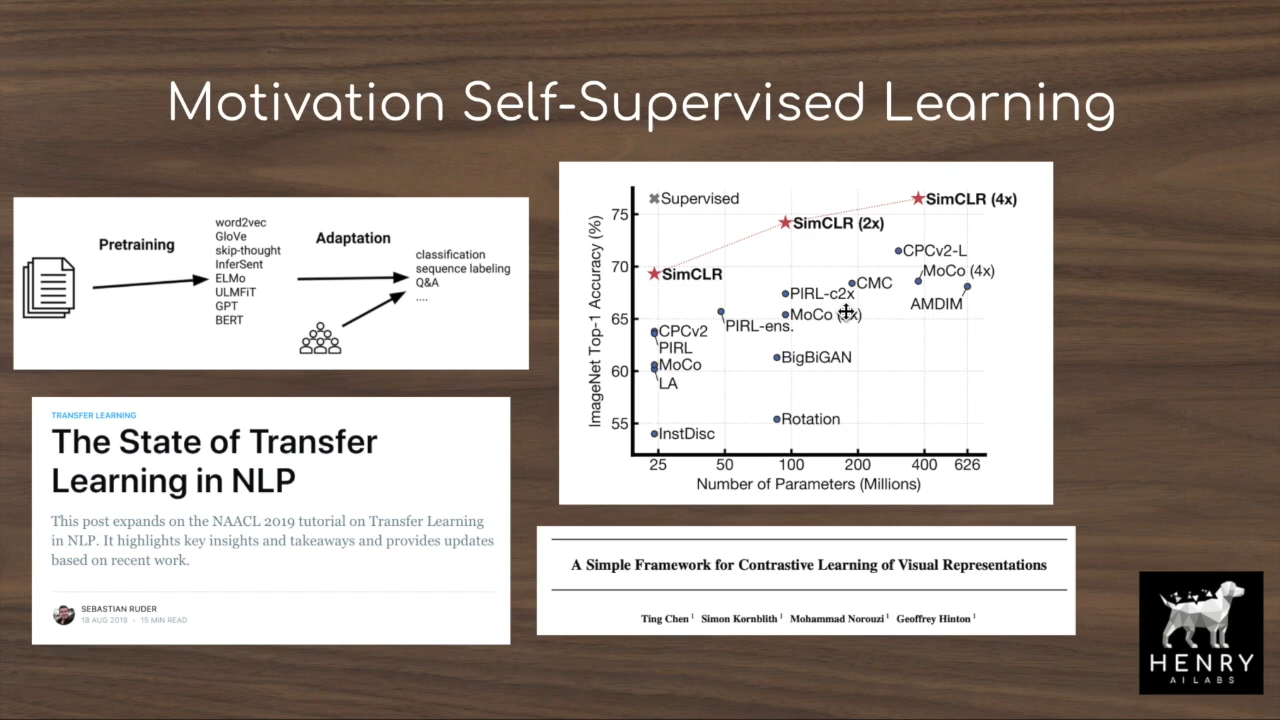 Motivation Self-Supervised Learning
Pretraining
word2vec
GloVe
skip-thought
InferSent
ELMo
ULMFiT
GPT
BERT
Adaptation
classification
sequence labeling
Q&A
....
TRANSFER LEARNING
The State of Transfer
Learning in NLP
This post expands on the NAACL 2019 tutorial on Transfer Learning
in NLP. It highlights key insights and takeaways and provides updates
based on recent work.
SEBASTIAN RUDER
18 AUG 2019 • 15 MIN READ
ImageNet Top-1 Accuracy (%)
75
70
65
60
55
Supervised
SimCLR (4x)
SimCLR (2x)
SimCLR
CPCv2-L
MoCo (4x)
CMC
AMDIM
PIRL-c2x
MoCo
PIRL-ens.
CPCv2
PIRL
MoCo
LA
BigBiGAN
Rotation
InstDisc
25 50 100 200 400 626
Number of Parameters (Millions)
A Simple Framework for Contrastive Learning of Visual Representations
Ting Chen 1 Simon Kornblith 1 Mohammad Norouzi 1 Geoffrey Hinton 1
HENRY
AI LABS